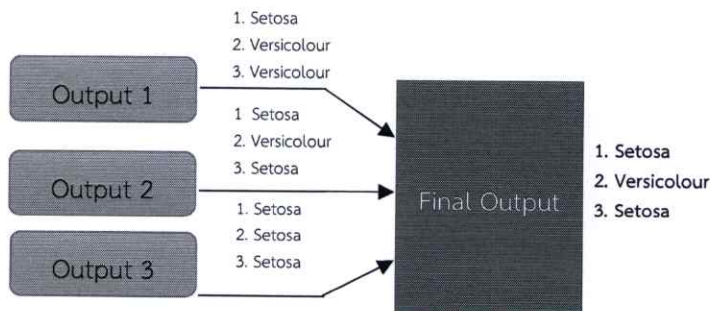 1. Setosa
2. Versicolour
3. Versicolour
Output 1
1 Setosa
2. Versicolour
3. Setosa
Output 2
1. Setosa
2. Setosa
3. Setosa
Output 3
Final Output
1. Setosa
2. Versicolour
3. Setosa